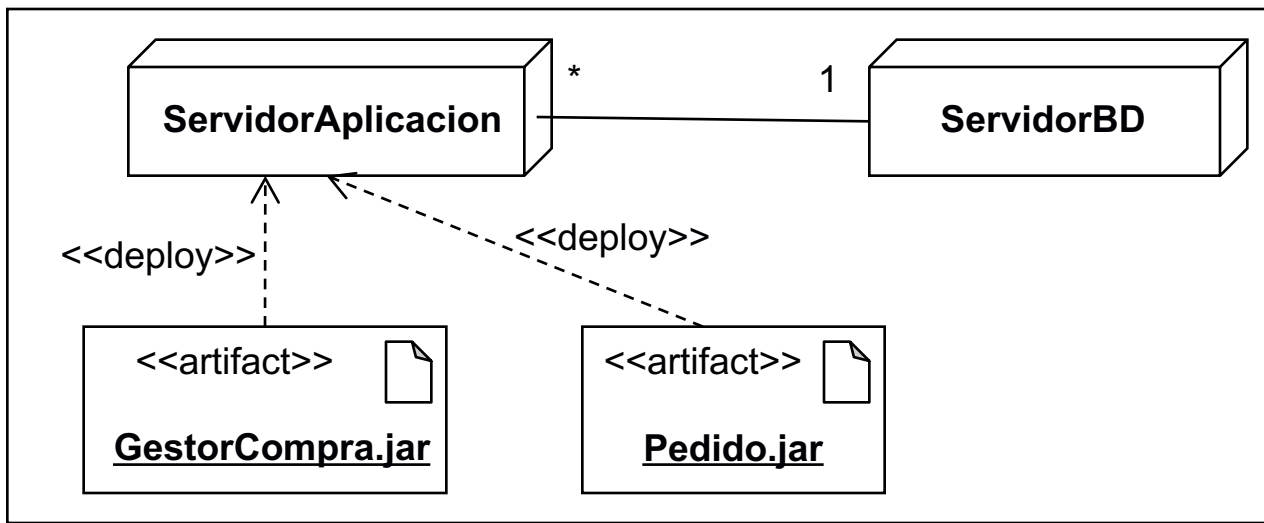 * 1
ServidorAplicacion ServidorBD
<<deploy>> <<deploy>>
<<artifact>> <<artifact>>
GestorCompra.jar Pedido.jar